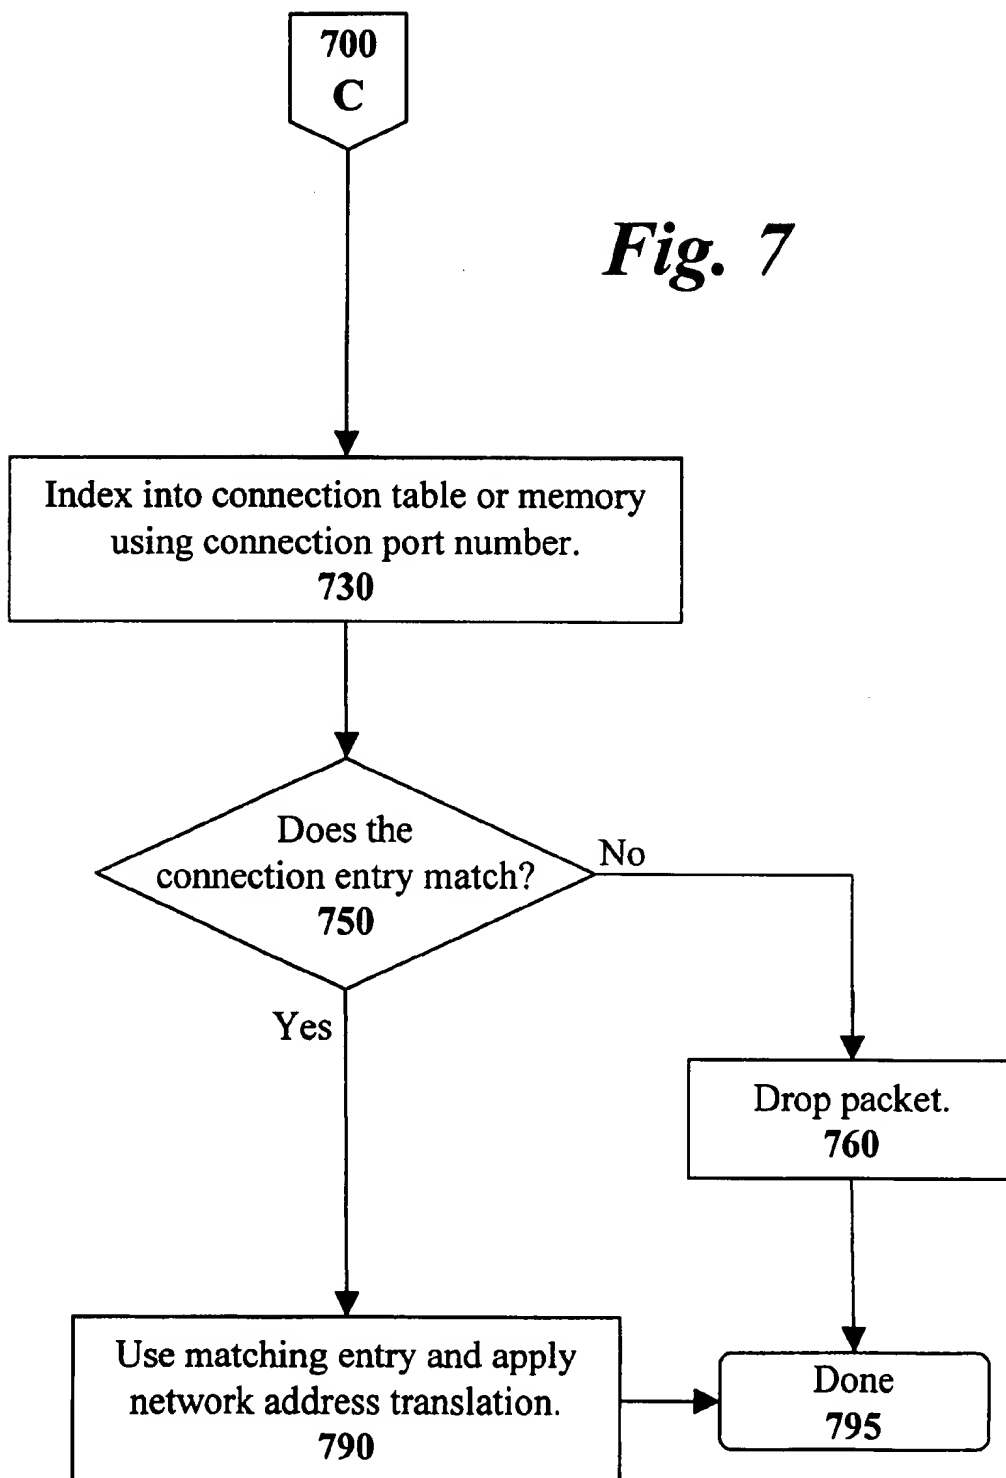 700
C
Fig. 7
Index into connection table or memory
using connection port number.
730
Does the
connection entry match?
750
No
Yes
Drop packet.
760
Use matching entry and apply
network address translation.
790
Done
795